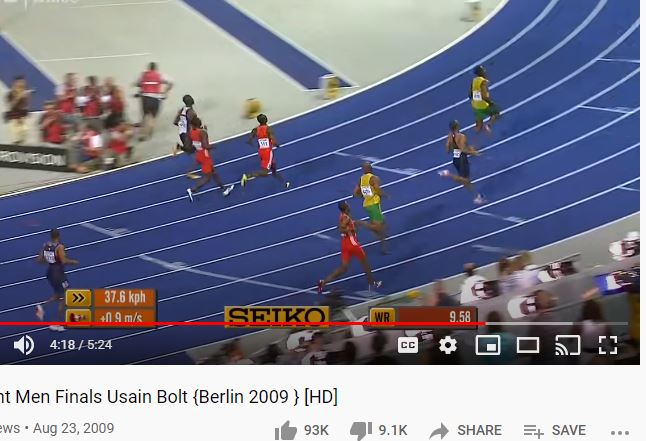 37.6 kph
+0.9 m/s
SEIKO
WR 9.58
4:18 / 5:24
CC
nt Men Finals Usain Bolt {Berlin 2009 } [HD]
ews • Aug 23, 2009
93K
9.1K
SHARE
SAVE